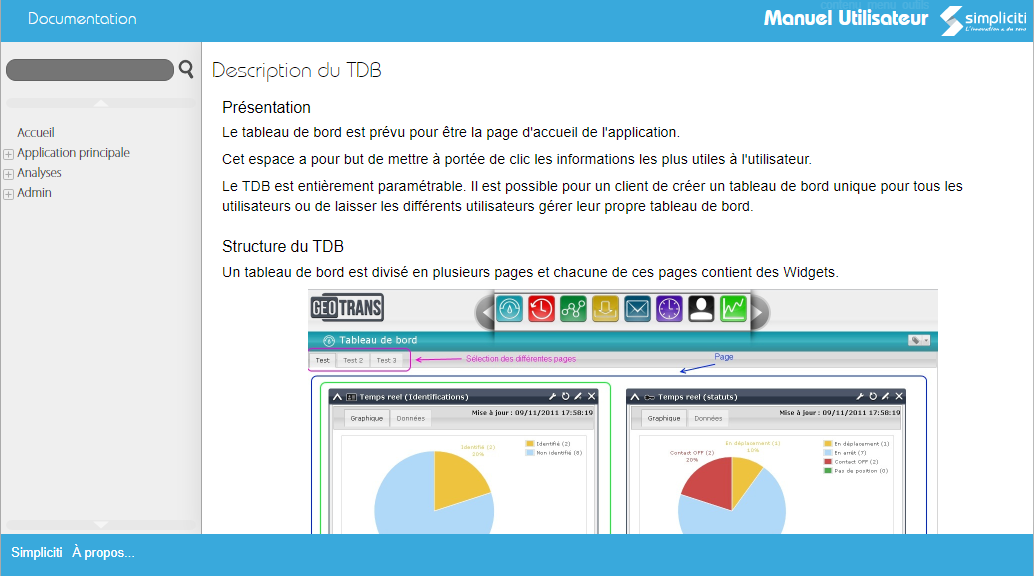 Documentation
contenu menu outils
Manuel Utilisateur
simpliciti
L'innovation a du sens
Description du TDB
Accueil
Application principale
Analyses
Admin
Présentation
Le tableau de bord est prévu pour être la page d'accueil de l'application.
Cet espace a pour but de mettre à portée de clic les informations les plus utiles à l'utilisateur.
Le TDB est entièrement paramétrable. Il est possible pour un client de créer un tableau de bord unique pour tous les
utilisateurs ou de laisser les différents utilisateurs gérer leur propre tableau de bord.
Structure du TDB
Un tableau de bord est divisé en plusieurs pages et chacune de ces pages contient des Widgets.
GEOTRANS
Tableau de bord
Test Test 2 Test 3
Sélection des différentes pages
Page
Temps reel (Identifications)
Graphique Données
Mise à jour : 09/11/2011 17:58:19
Identifié (2)
20%
Identifié (2)
Non identifié (8)
Temps reel (statuts)
Graphique Données
Mise à jour : 09/11/2011 17:58:19
En déplacement (1)
10%
Contact OFF (2)
20%
En déplacement (1)
En arrêt (7)
Contact OFF (2)
Pas de position (0)
Simpliciti À propos...